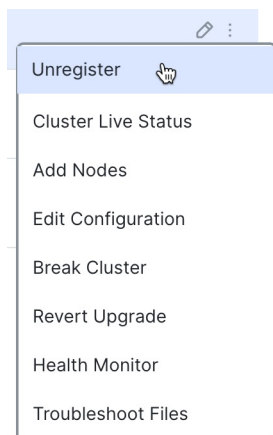 Unregister
Cluster Live Status
Add Nodes
Edit Configuration
Break Cluster
Revert Upgrade
Health Monitor
Troubleshoot Files